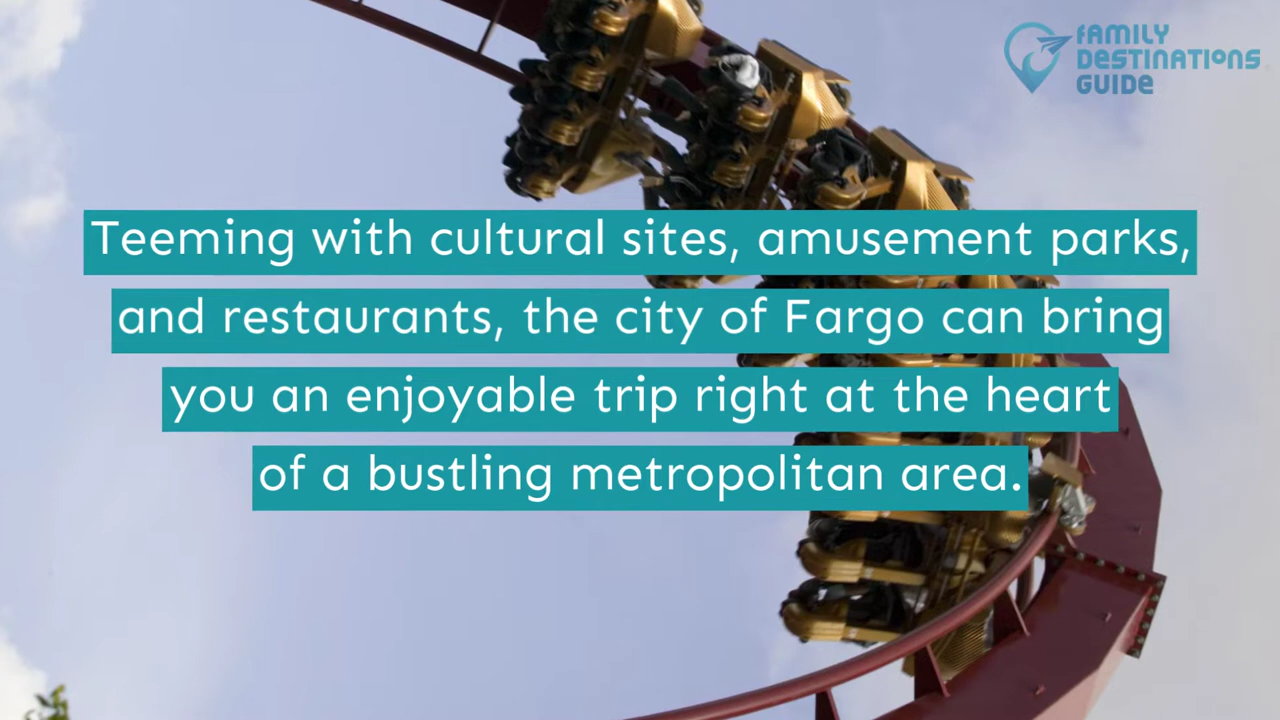 FAMILY
DESTINATIONS
GUIDE
Teeming with cultural sites, amusement parks,
and restaurants, the city of Fargo can bring
you an enjoyable trip right at the heart
of a bustling metropolitan area.